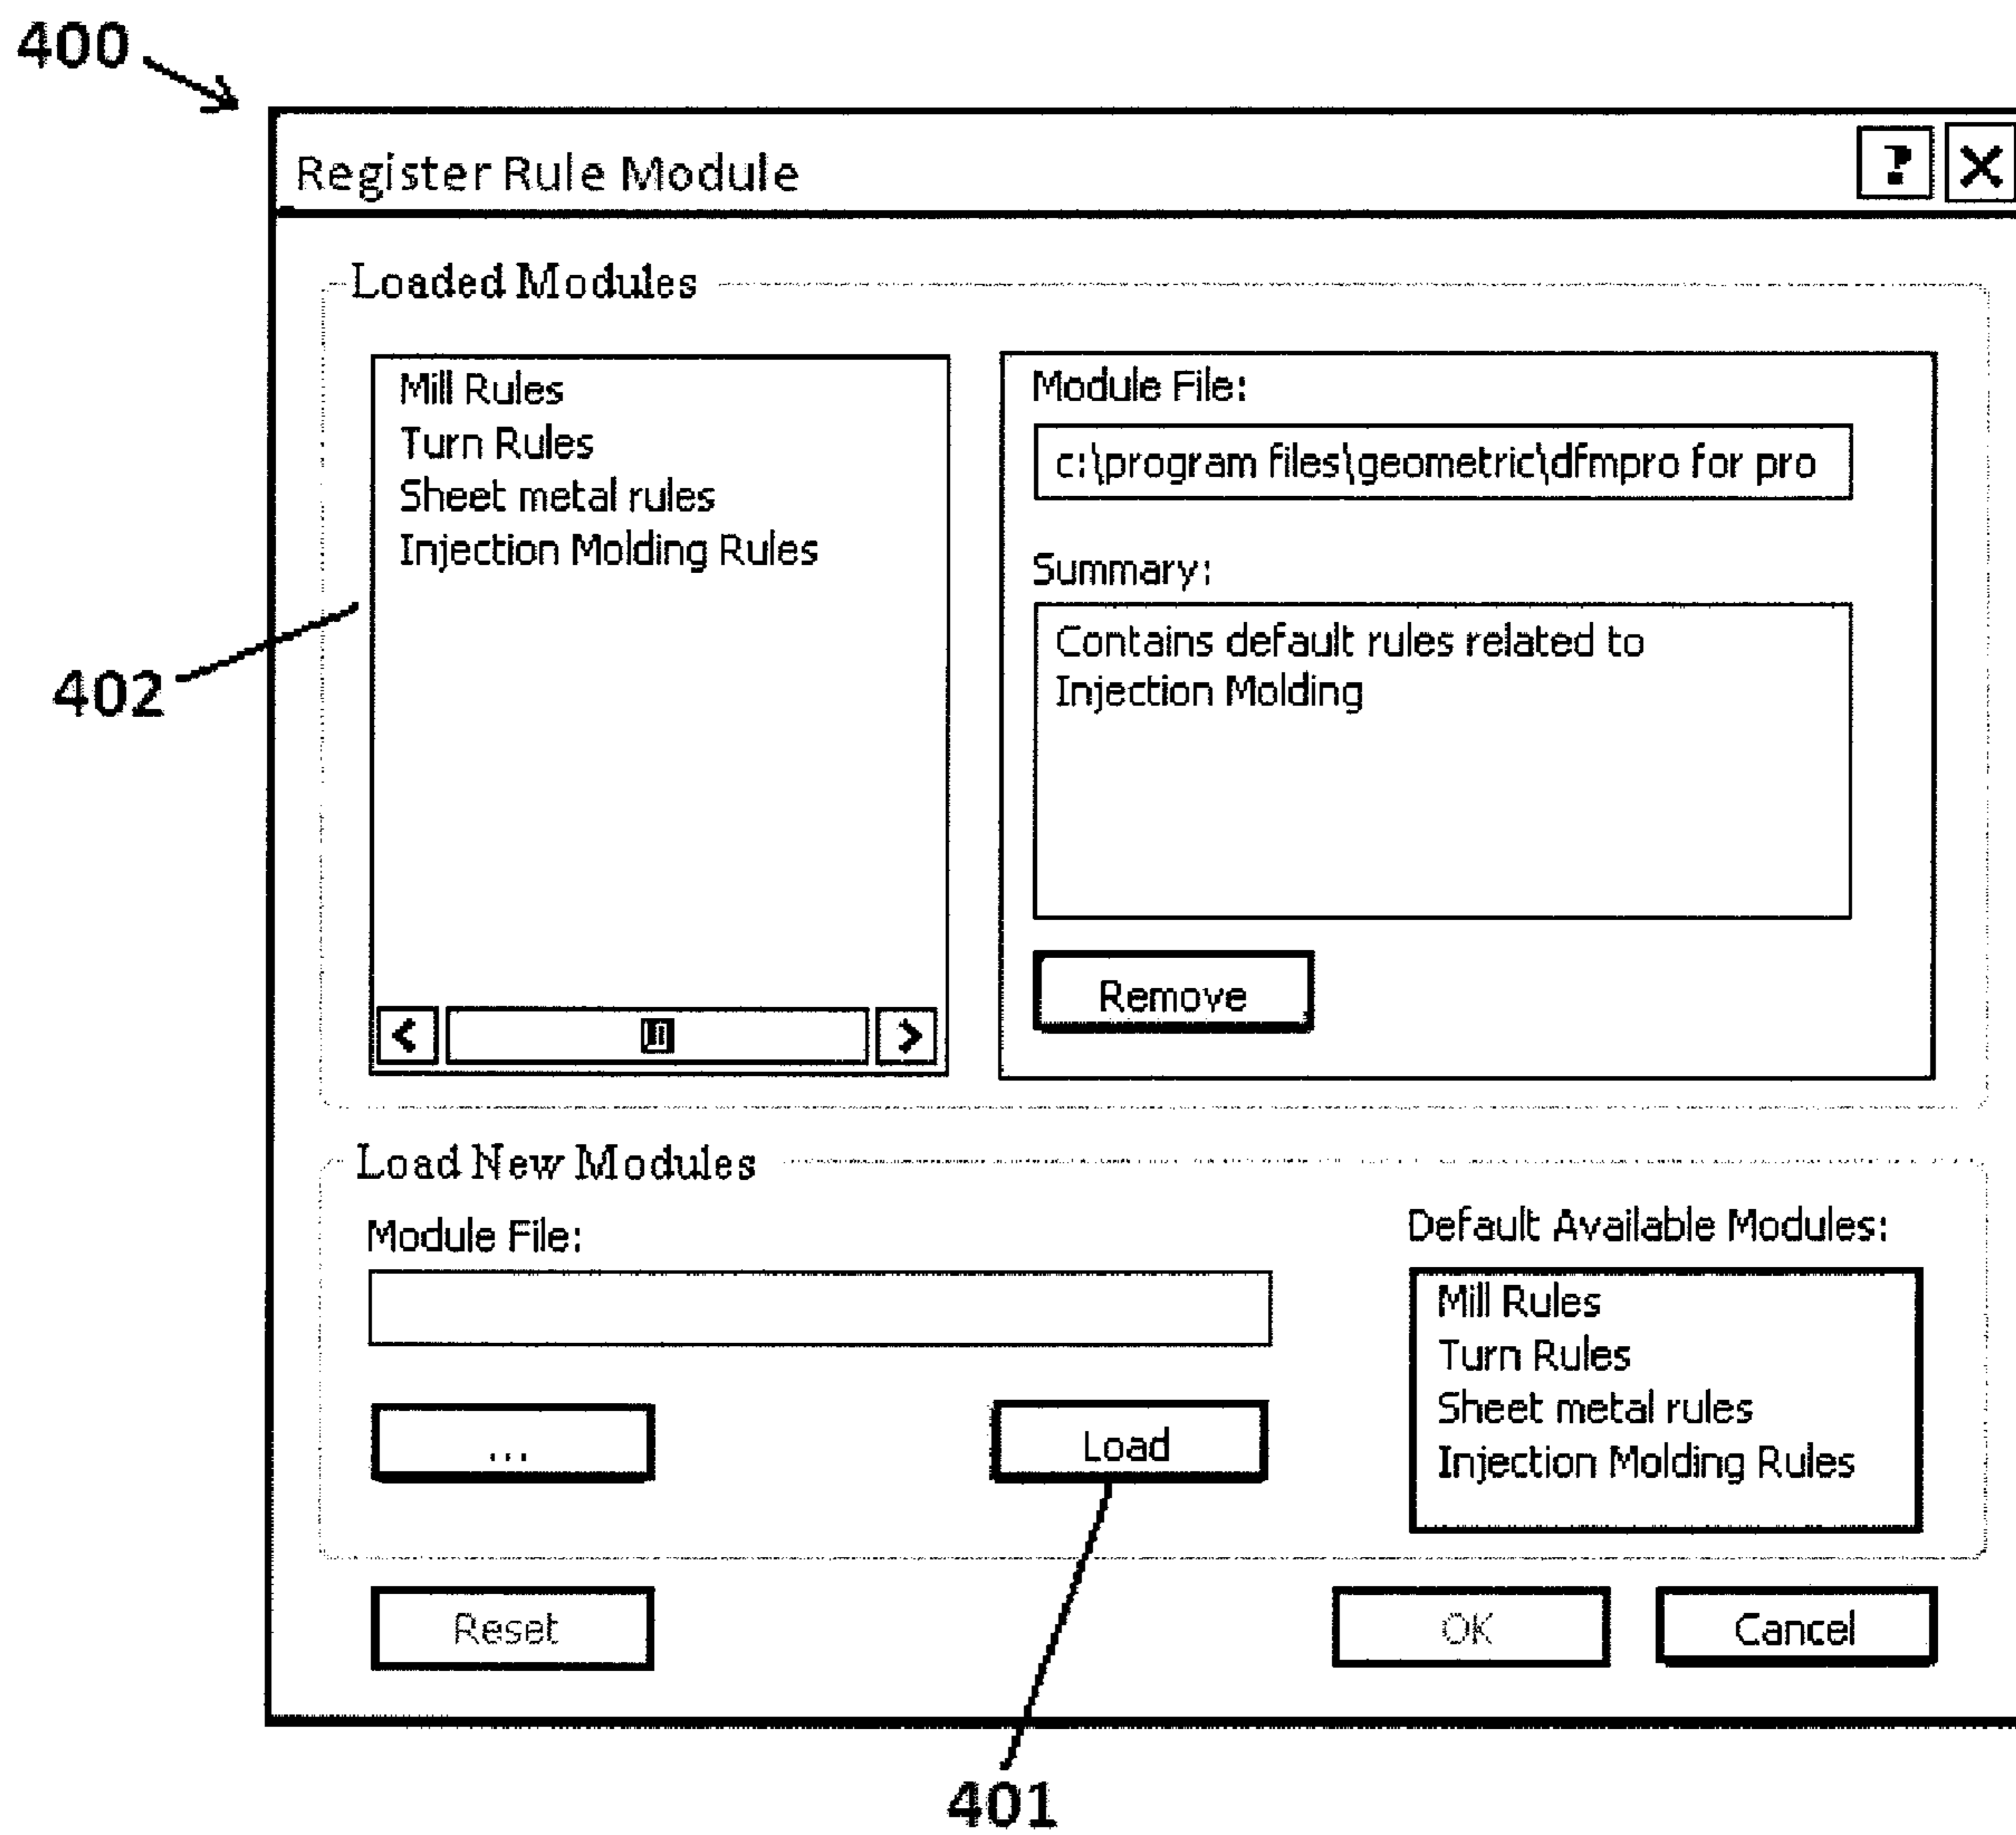 400
Register Rule Module
? X
Loaded Modules
Mill Rules
Turn Rules
Sheet metal rules
Injection Molding Rules
402
Module File:
c:\program files\geometric\dfmpro for pro
Summary:
Contains default rules related to
Injection Molding
Remove
Load New Modules
Module File:
...
Load
Default Available Modules:
Mill Rules
Turn Rules
Sheet metal rules
Injection Molding Rules
Reset
OK
Cancel
401